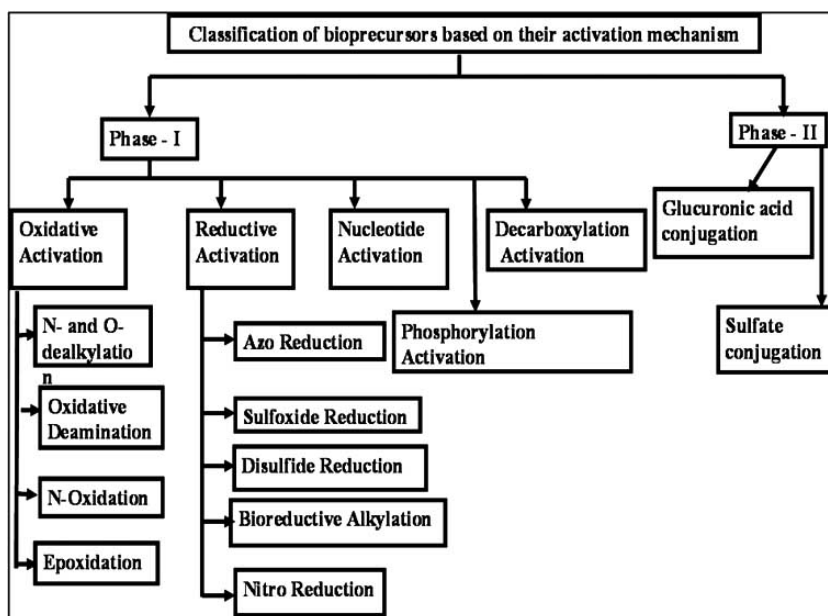 Classification of bioprecursors based on their activation mechanism
Phase - I
Phase - II
Oxidative
Activation
Reductive
Activation
Nucleotide
Activation
Decarboxylation
Activation
Glucuronic acid
conjugation
N- and O-
dealkylatio
n
Azo Reduction
Phosphorylation
Activation
Sulfate
conjugation
Oxidative
Deamination
Sulfoxide Reduction
Disulfide Reduction
N-Oxidation
Bioreductive Alkylation
Epoxidation
Nitro Reduction